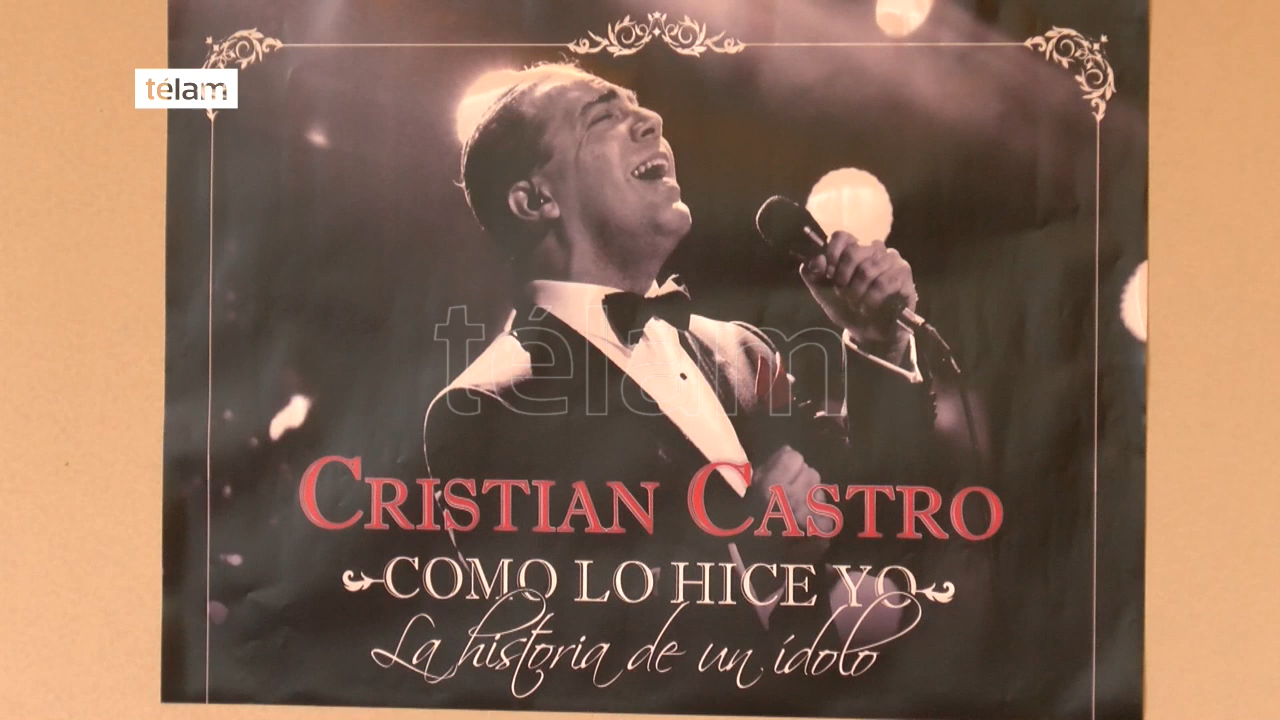 télam
télam
CRISTIAN CASTRO
COMO LO HICE YO
La historia de un ídolo